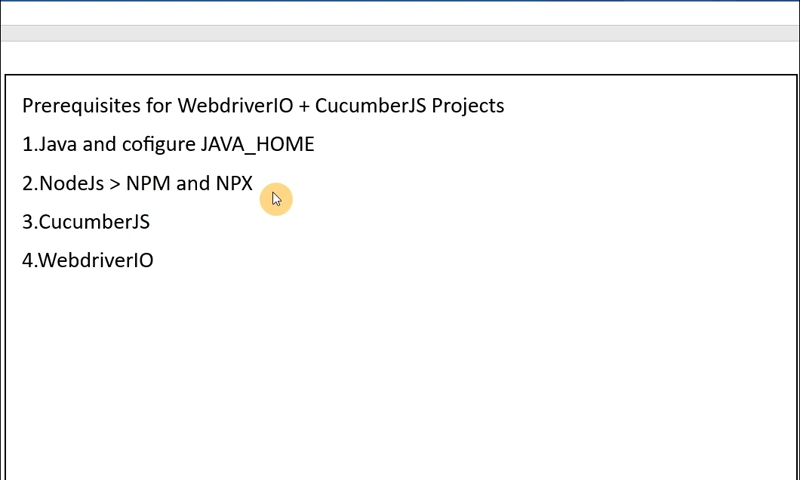 Prerequisites for WebdriverIO + CucumberJS Projects
1.Java and cofigure JAVA_HOME
2.NodeJs > NPM and NPX
3.CucumberJS
4.WebdriverIO